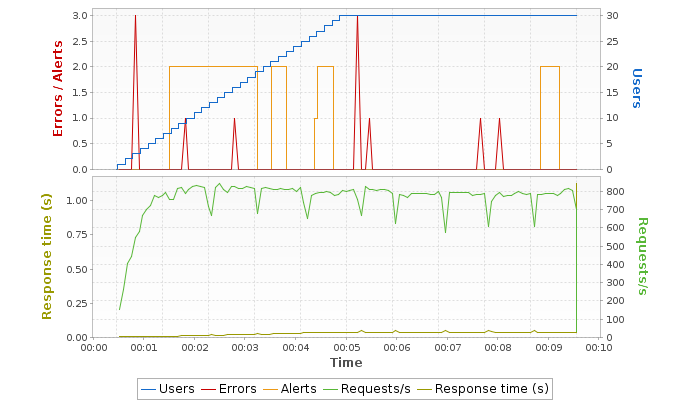 3.0 30
2.5 25
2.0 20
1.5 15
1.0 10
0.5 5
0.0 0
Errors / Alerts
Users
1.00 800
0.75 700
0.50 600
0.25 500
0.00 400
300
200
100
0
Response time (s)
Requests/s
00:00 00:01 00:02 00:03 00:04 00:05 00:06 00:07 00:08 00:09 00:10
Time
Users Errors Alerts Requests/s Response time (s)